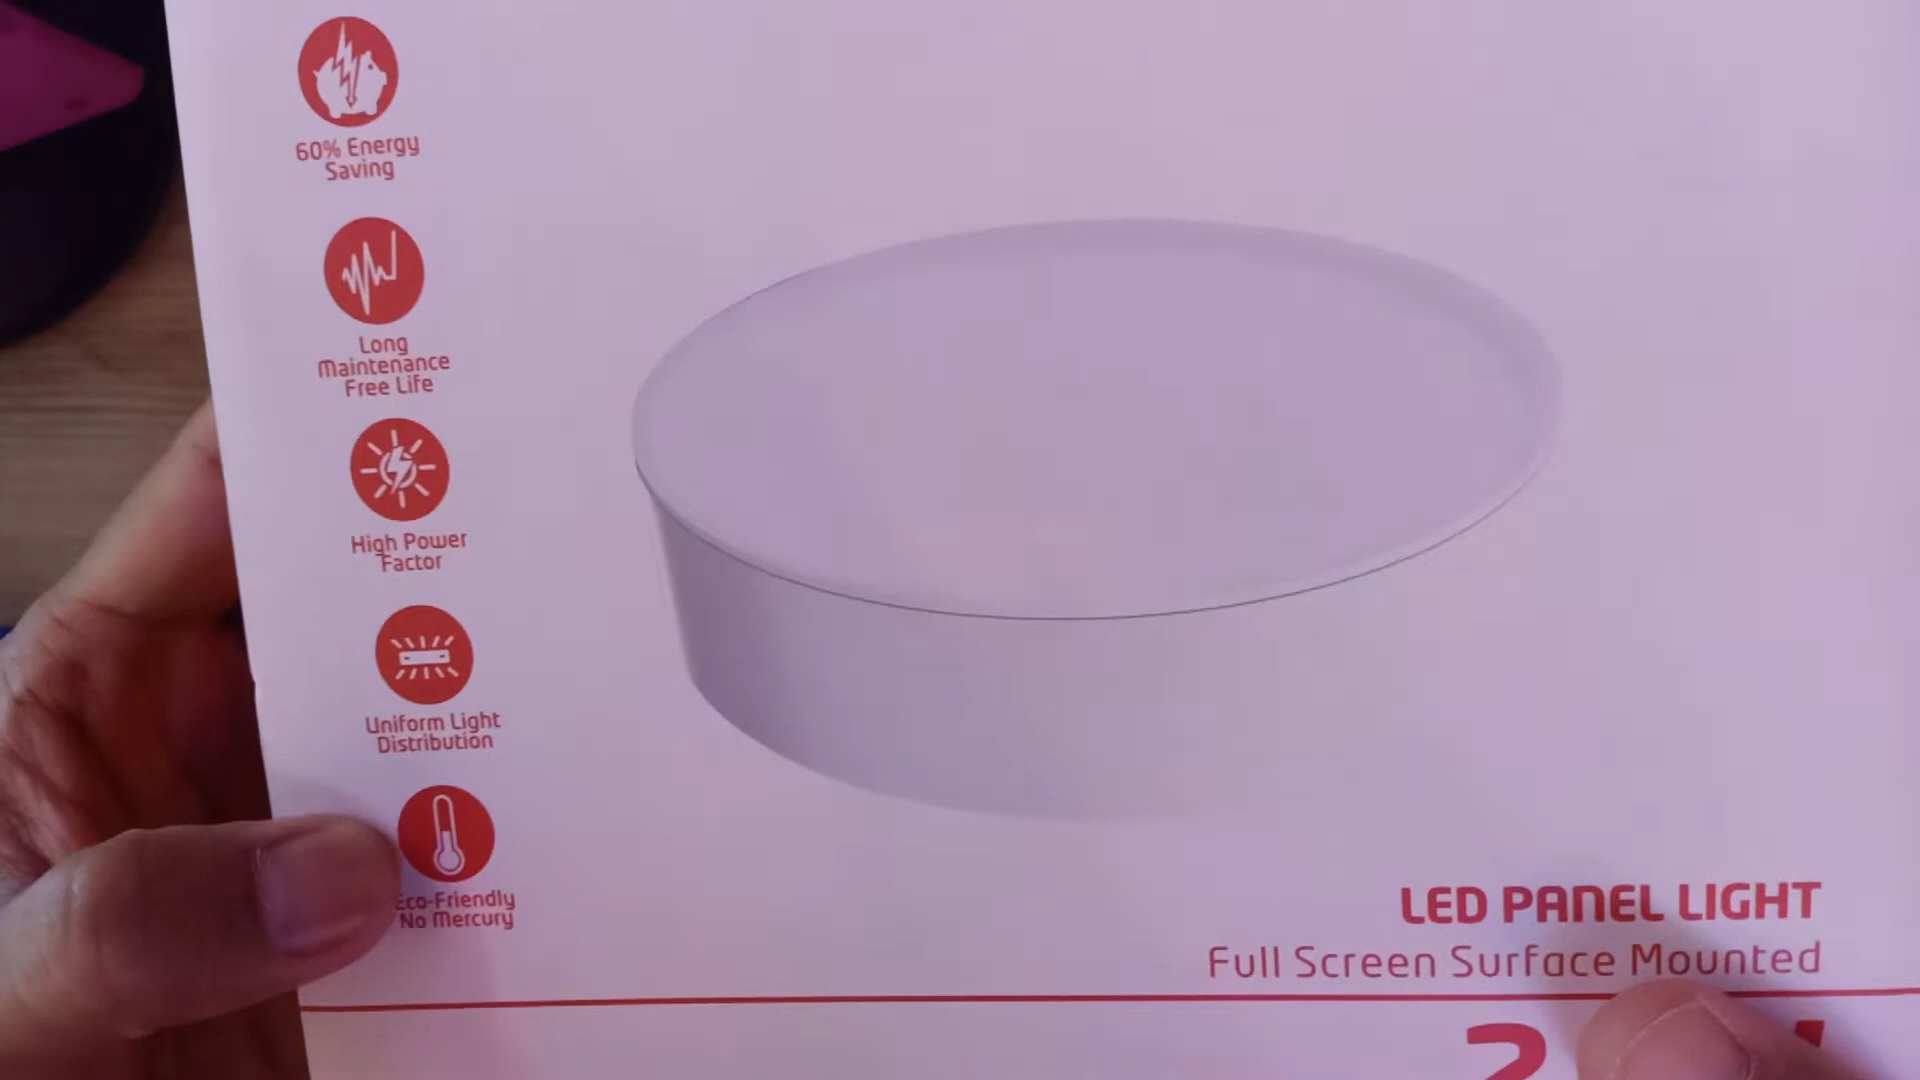 60% Energy
Saving
Long
Maintenance
Free Life
High Power
Factor
Uniform Light
Distribution
Eco-Friendly
No Mercury
LED PANEL LIGHT
Full Screen Surface Mounted